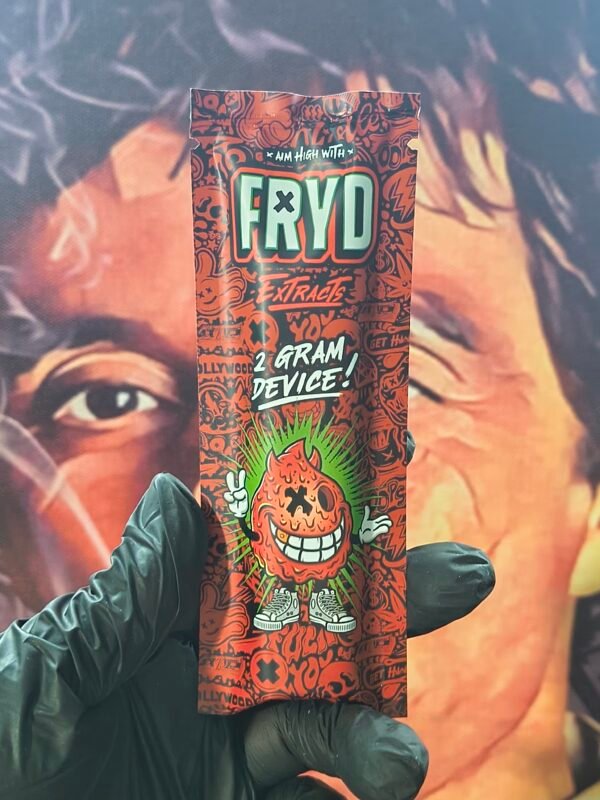 × AIM HIGH WITH ×
FRYD
EXTRACTS
2 GRAM
DEVICE!